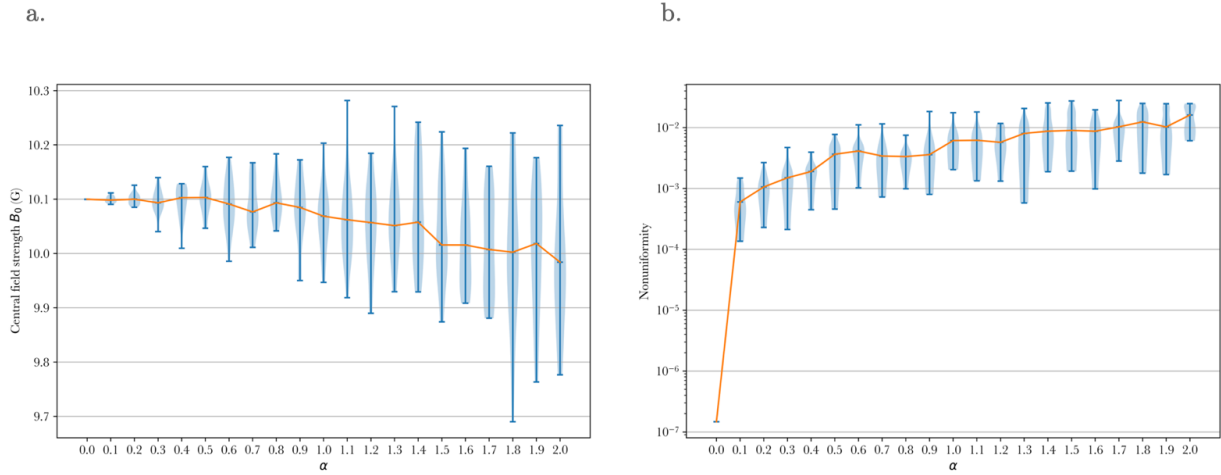 a.
b.
10.3
10.2
10.1
10.0
9.9
9.8
9.7
Central field strength B₀ (G)
0.0 0.1 0.2 0.3 0.4 0.5 0.6 0.7 0.8 0.9 1.0 1.1 1.2 1.3 1.4 1.5 1.6 1.7 1.8 1.9 2.0
α
10⁻²
10⁻³
10⁻⁴
10⁻⁵
10⁻⁶
10⁻⁷
Nonuniformity
0.0 0.1 0.2 0.3 0.4 0.5 0.6 0.7 0.8 0.9 1.0 1.1 1.2 1.3 1.4 1.5 1.6 1.7 1.8 1.9 2.0
α